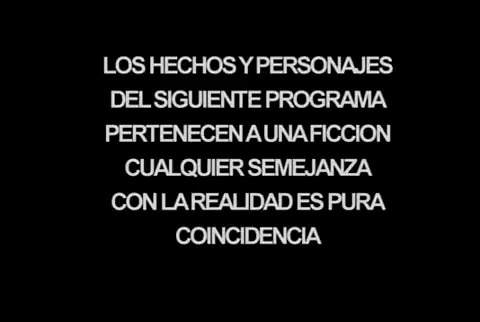 LOS HECHOS Y PERSONAJES
DEL SIGUIENTE PROGRAMA
PERTENECEN A UNA FICCION
CUALQUIER SEMEJANZA
CON LA REALIDAD ES PURA
COINCIDENCIA